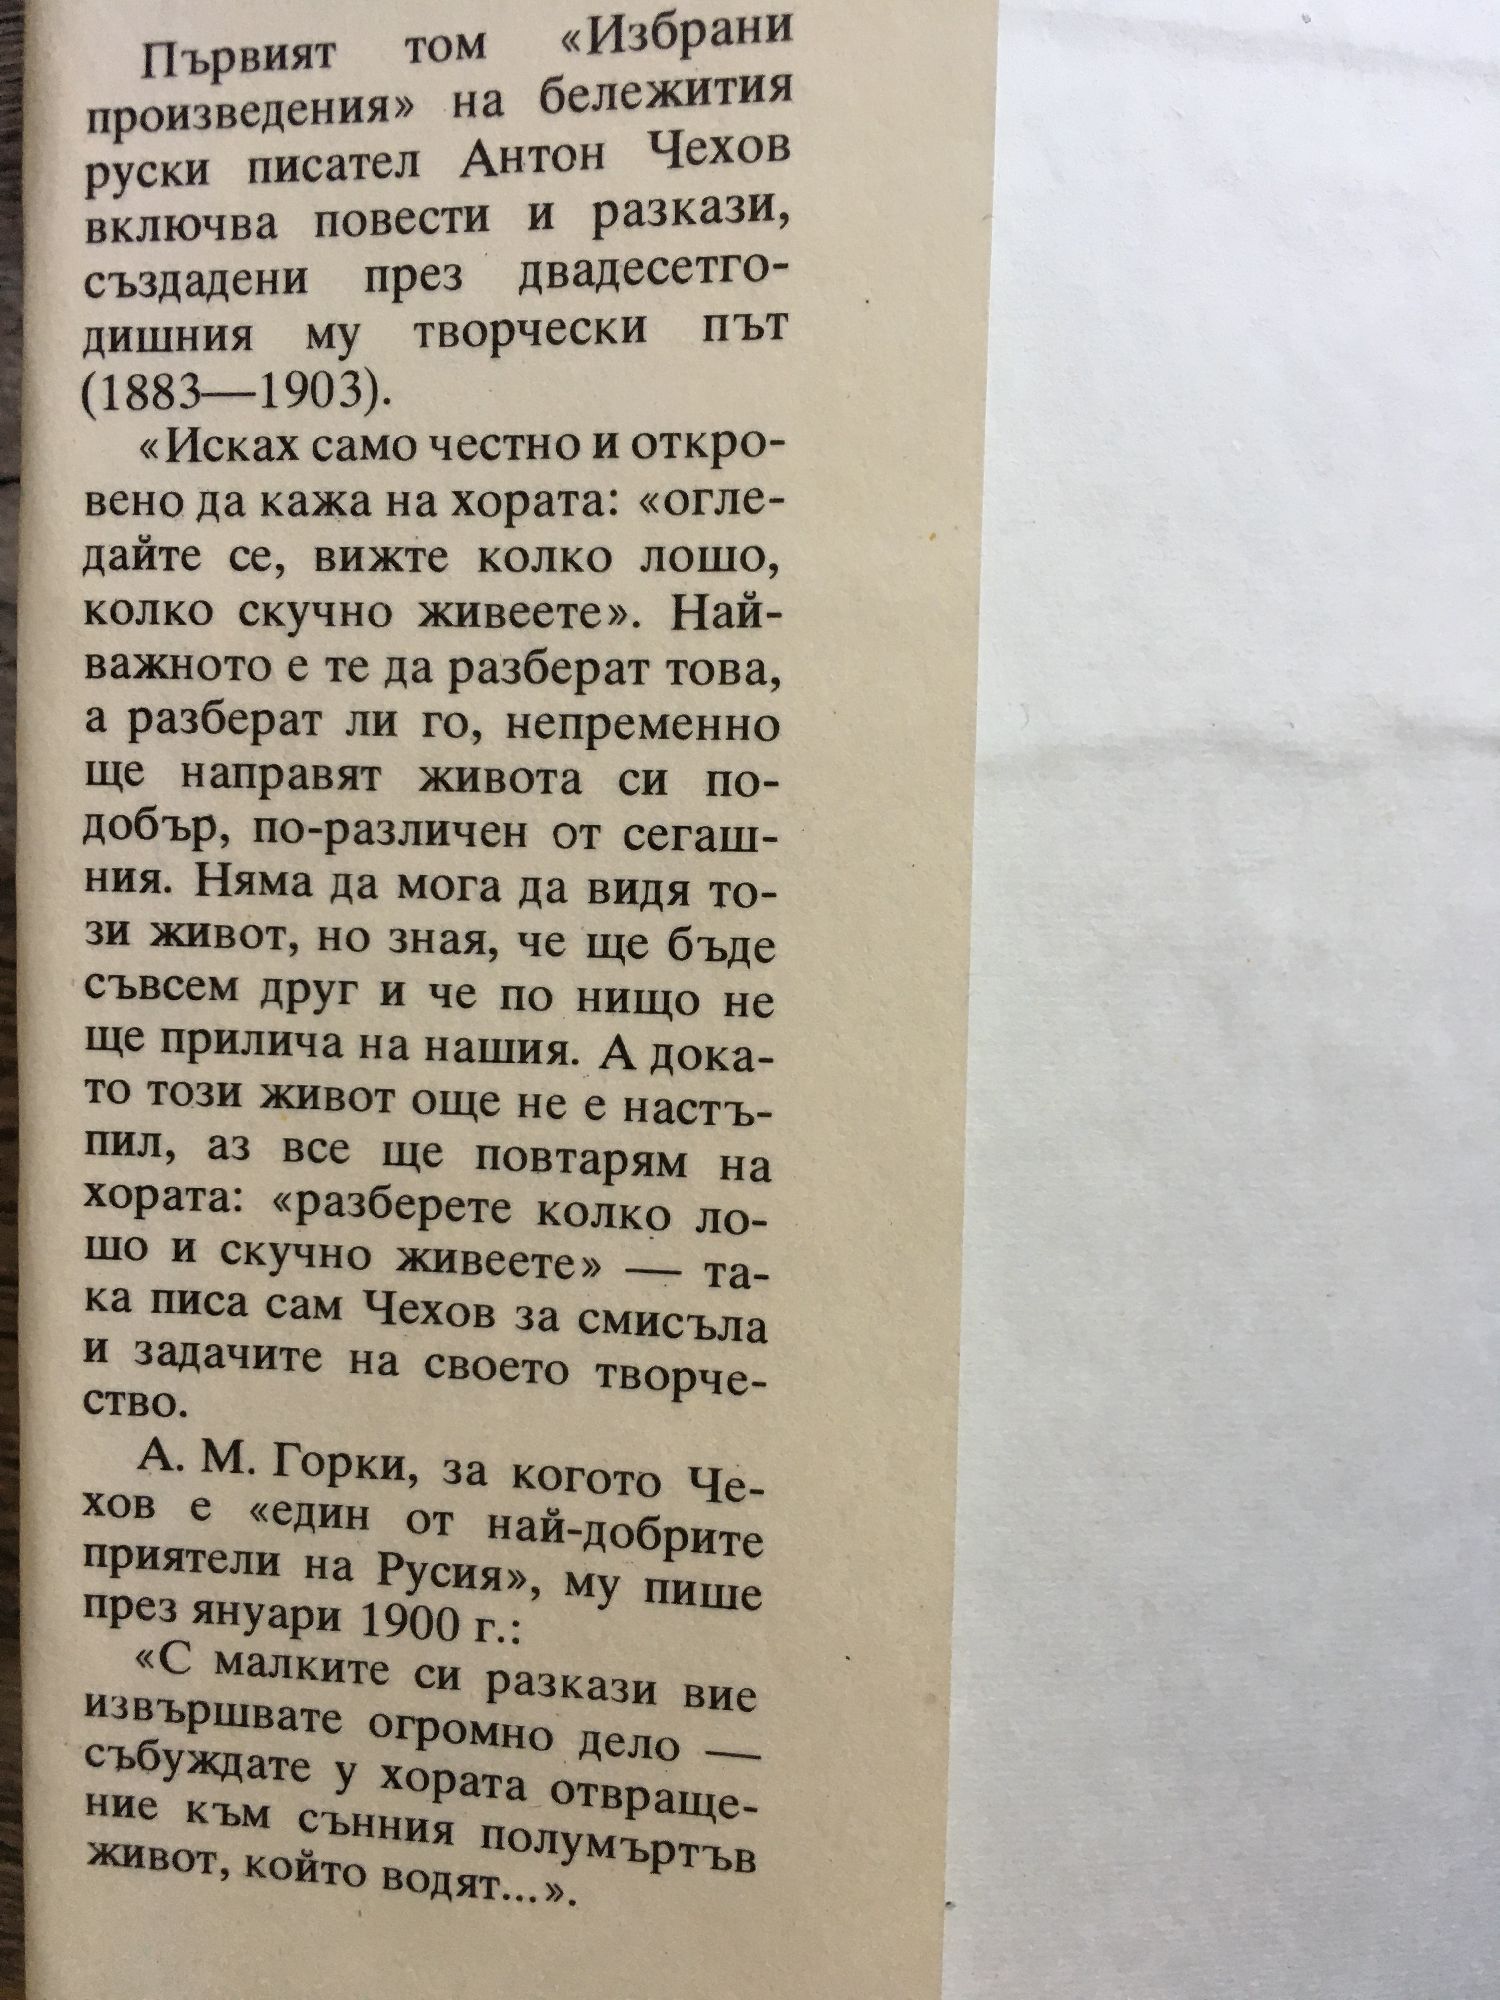 Първият том «Избрани
произведения» на бележития
руски писател Антон Чехов
включва повести и разкази,
създадени през двадесетго-
дишния му творчески път
(1883—1903).
«Исках само честно и откро-
вено да кажа на хората: «огле-
дайте се, вижте колко лошо,
колко скучно живеете». Най-
важното е те да разберат това,
а разберат ли го, непременно
ще направят живота си по-
добър, по-различен от сегаш-
ния. Няма да мога да видя то-
зи живот, но зная, че ще бъде
съвсем друг и че по нищо не
ще прилича на нашия. А дока-
то този живот още не е настъ-
пил, аз все ще повтарям на
хората: «разберете колко ло-
шо и скучно живеете» — та-
ка писа сам Чехов за смисъла
и задачите на своето творче-
ство.
А. М. Горки, за когото Че-
хов е «един от най-добрите
приятели на Русия», му пише
през януари 1900 г.:
«С малките си разкази вие
извършвате огромно дело —
събуждате у хората отвраще-
ние към сънния полумъртъв
живот, който водят...».